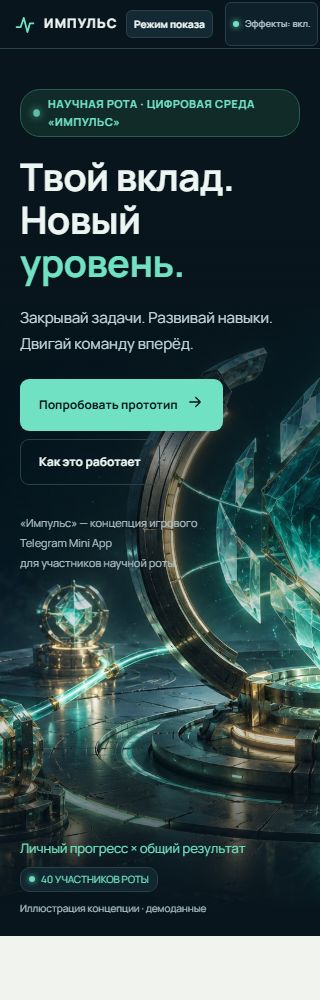 ИМПУЛЬС
Режим показа
Эффекты: вкл.
НАУЧНАЯ РОТА · ЦИФРОВАЯ СРЕДА
«ИМПУЛЬС»
Твой вклад.
Новый
уровень.
Закрывай задачи. Развивай навыки.
Двигай команду вперёд.
Попробовать прототип →
Как это работает
«Импульс» — концепция игрового
Telegram Mini App
для участников научной роты
Личный прогресс × общий результат
40 УЧАСТНИКОВ РОТЫ
Иллюстрация концепции · демоданные